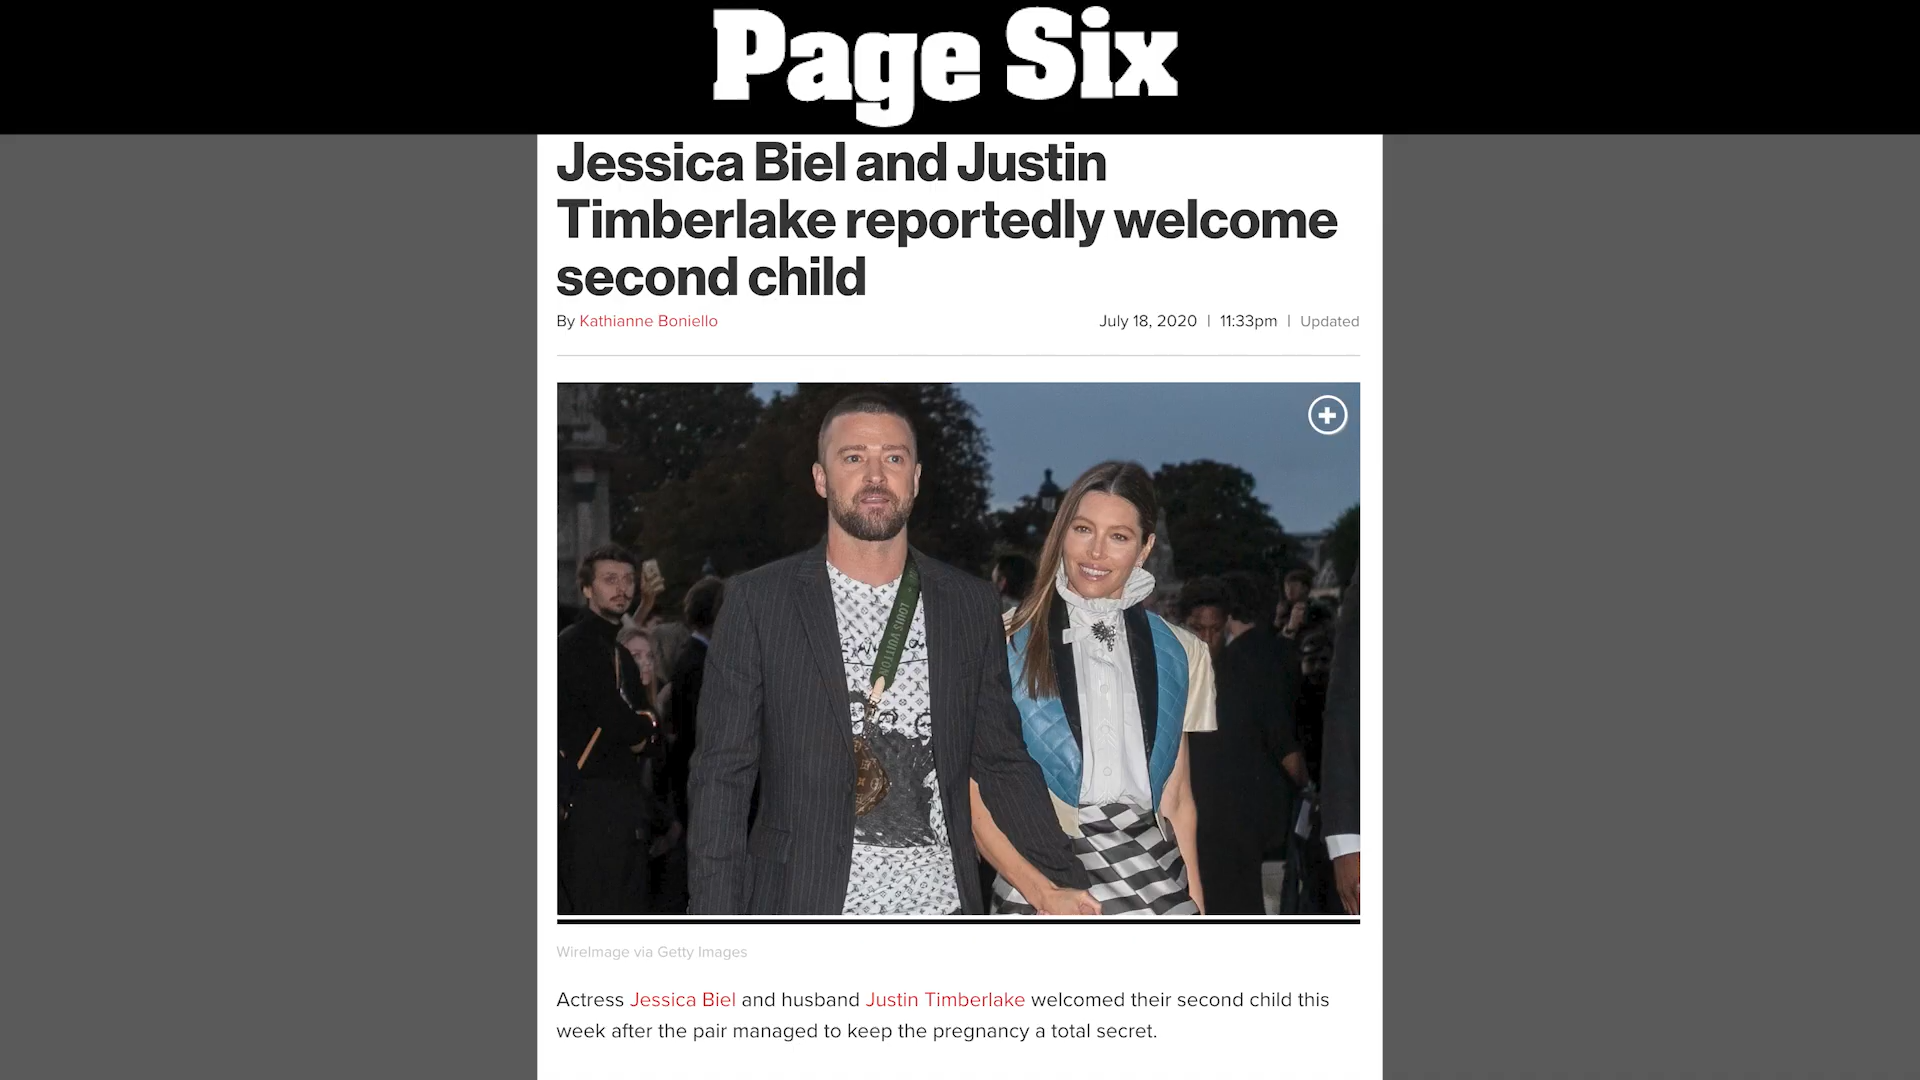 Page Six
Jessica Biel and Justin
Timberlake reportedly welcome
second child
By Kathianne Boniello
July 18, 2020 | 11:33pm | Updated
LOUIS VUITTON
WireImage via Getty Images
Actress Jessica Biel and husband Justin Timberlake welcomed their second child this
week after the pair managed to keep the pregnancy a total secret.